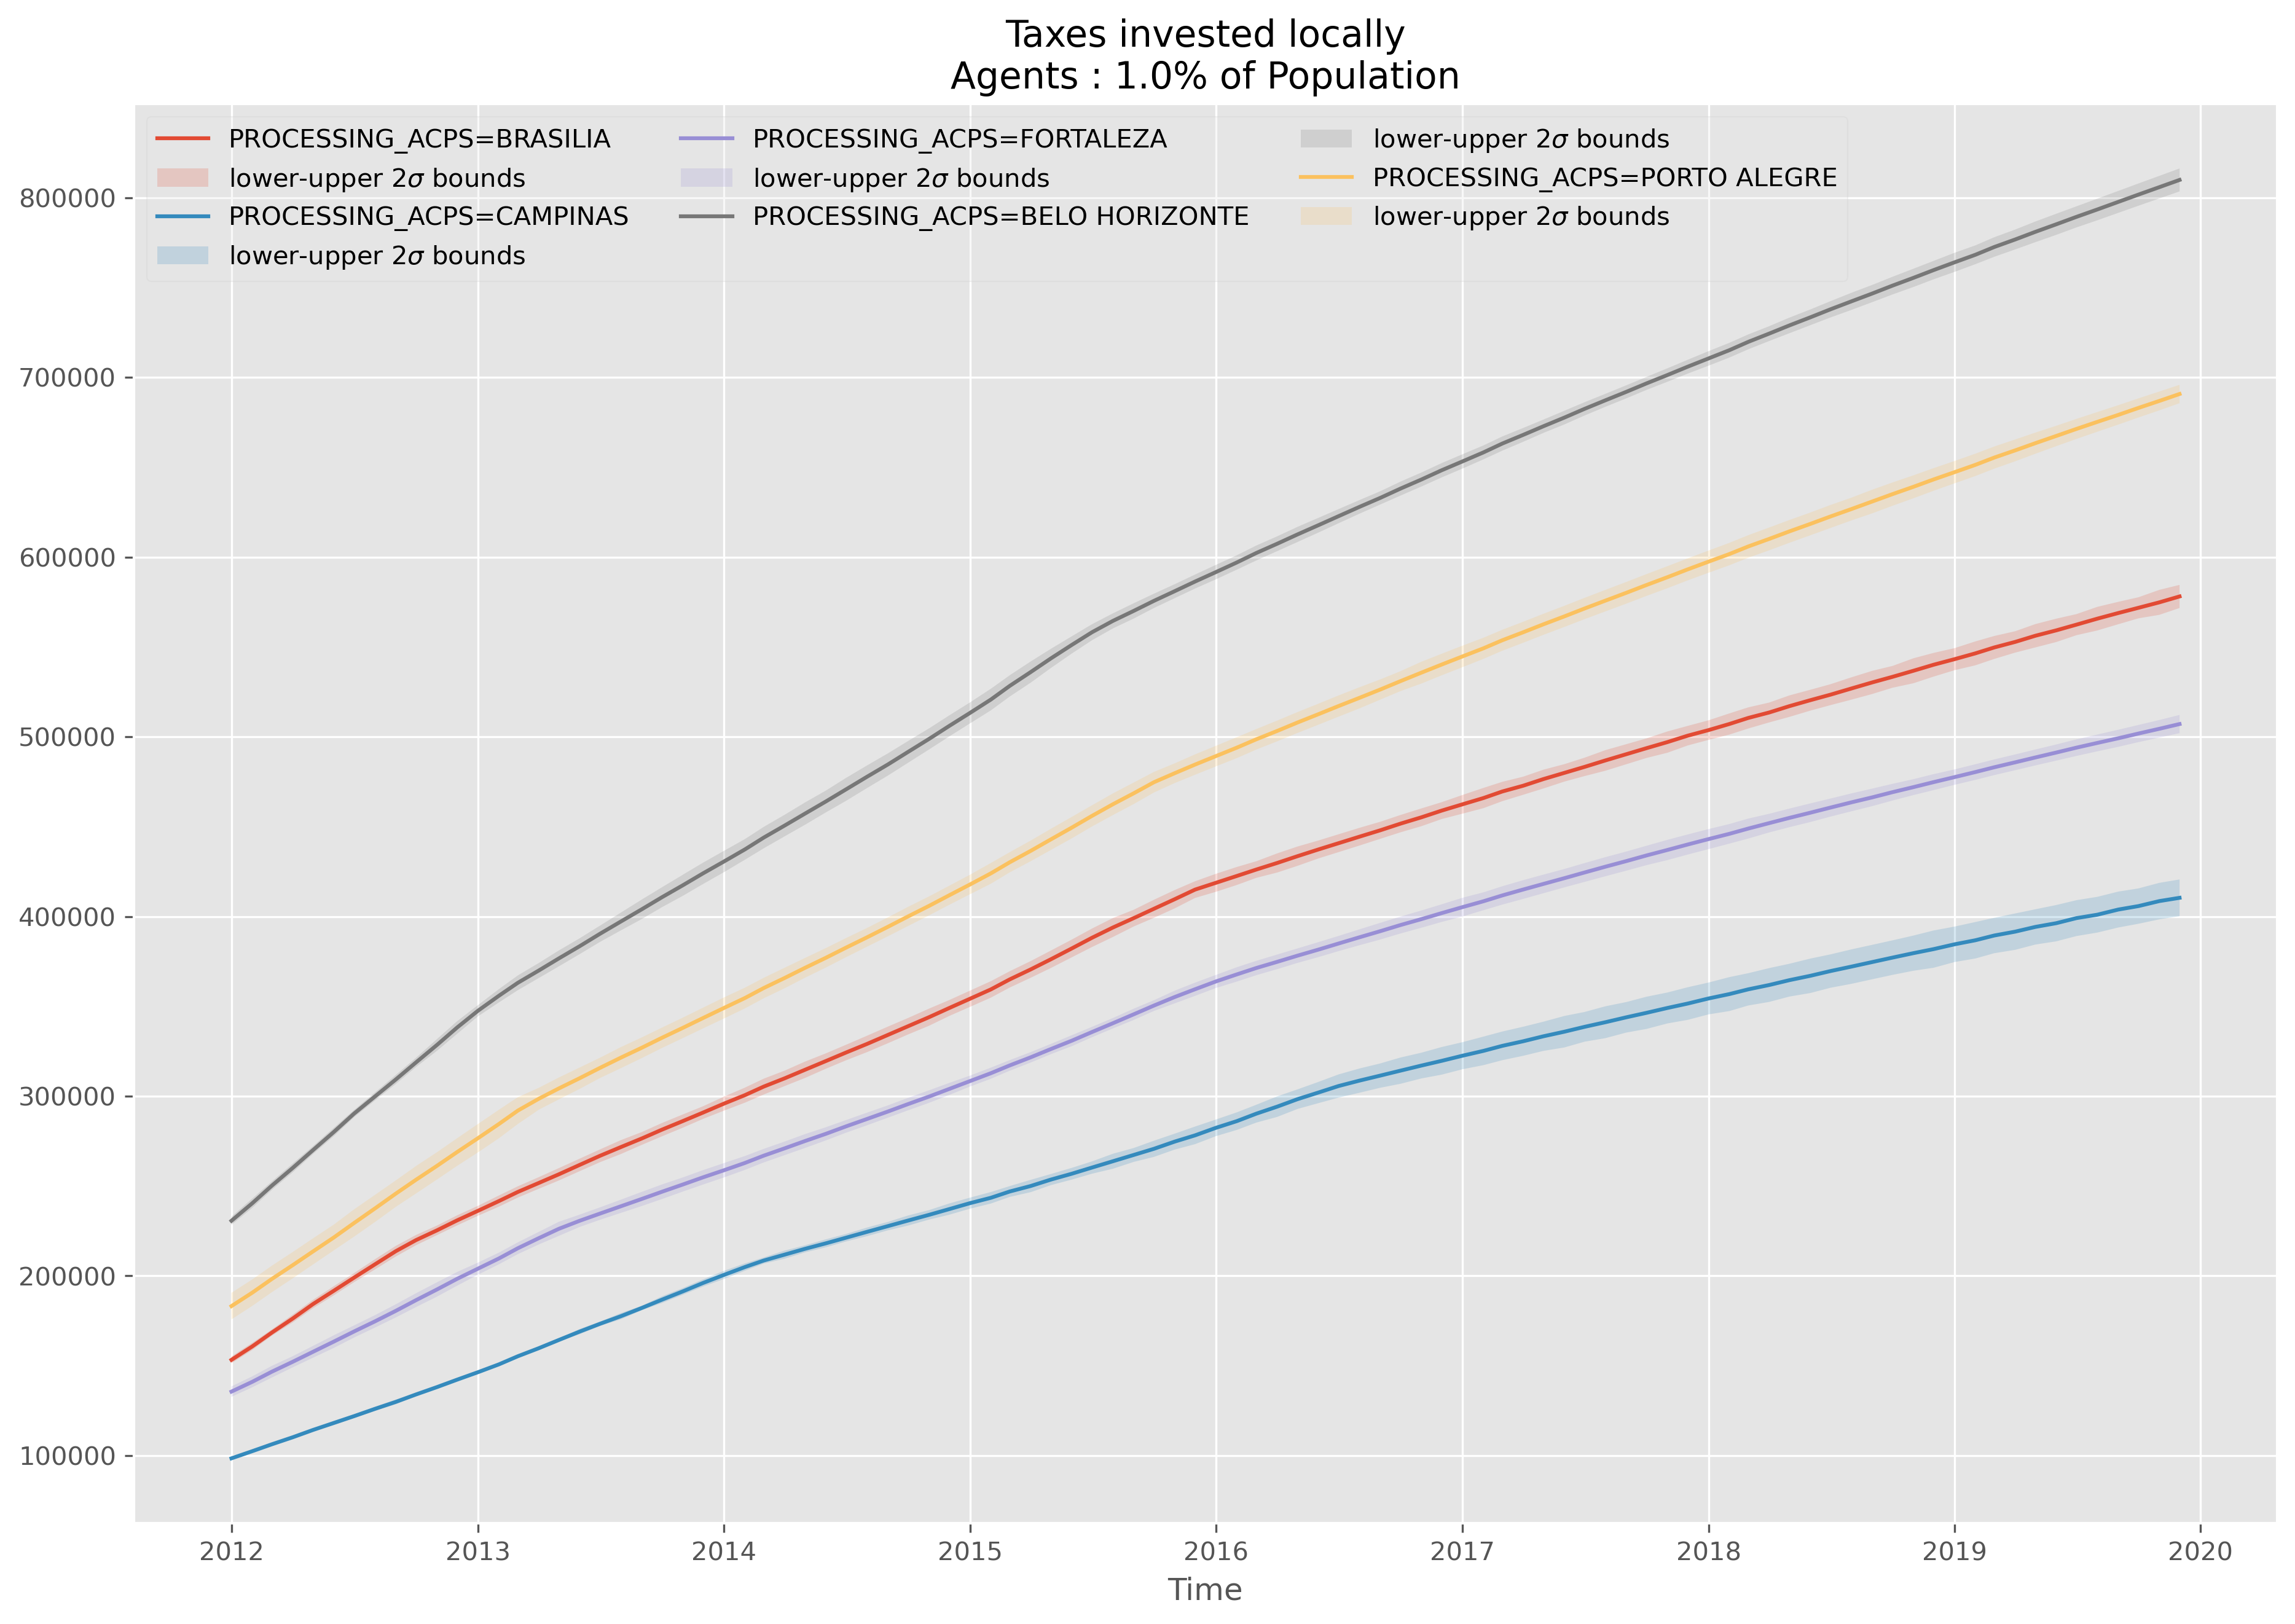 Taxes invested locally
Agents : 1.0% of Population
PROCESSING_ACPS=BRASILIA
lower-upper 2σ bounds
PROCESSING_ACPS=CAMPINAS
lower-upper 2σ bounds
PROCESSING_ACPS=FORTALEZA
lower-upper 2σ bounds
PROCESSING_ACPS=BELO HORIZONTE
lower-upper 2σ bounds
PROCESSING_ACPS=PORTO ALEGRE
lower-upper 2σ bounds
800000
700000
600000
500000
400000
300000
200000
100000
2012 2013 2014 2015 2016 2017 2018 2019 2020
Time